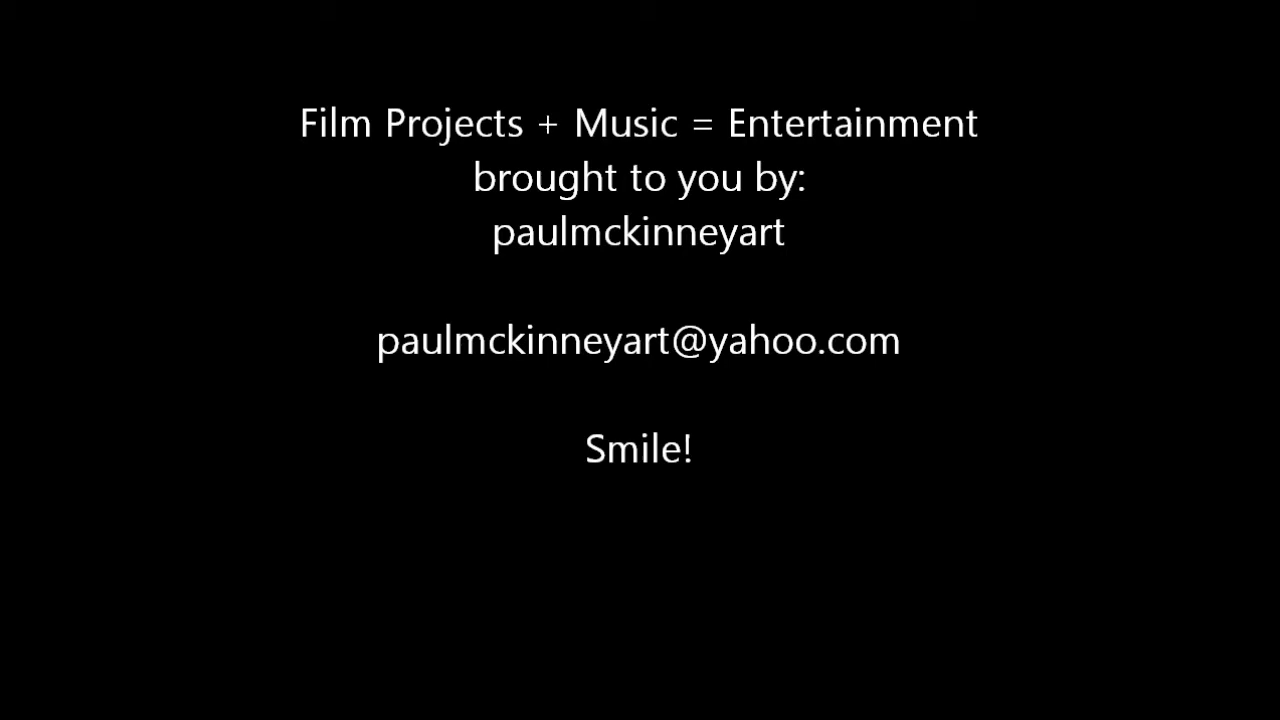 Film Projects + Music = Entertainment
brought to you by:
paulmckinneyart
paulmckinneyart@yahoo.com
Smile!